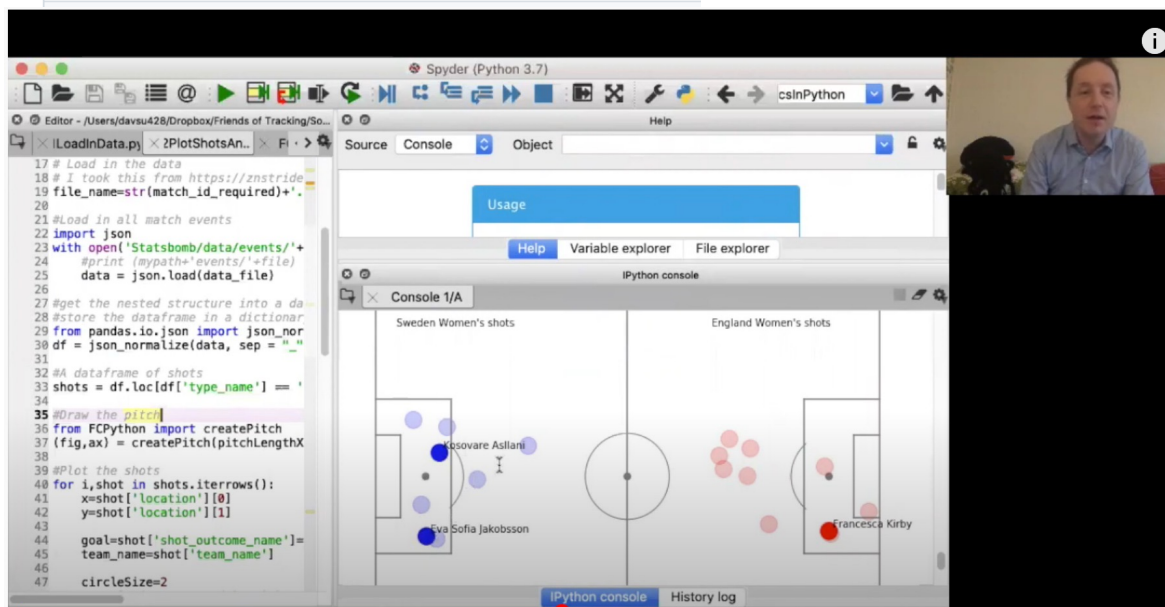 Spyder (Python 3.7)
csInPython
Editor - /Users/davsu428/Dropbox/Friends of Tracking/So...
Help
lLoadInData.py
2PlotShotsAn...
Source
Console
Object
17 # Load in the data
18 # I took this from https://znstride
19 file_name=str(match_id_required)+'.
20
21 #Load in all match events
22 import json
23 with open('Statsbomb/data/events/'+
24 #print (mypath+'events/'+file)
25 data = json.load(data_file)
26
27 #get the nested structure into a da
28 #store the dataframe in a dictionar
29 from pandas.io.json import json_nor
30 df = json_normalize(data, sep = "_"
31
32 #A dataframe of shots
33 shots = df.loc[df['type_name'] == '
34
35 #Draw the pitch
36 from FCPython import createPitch
37 (fig,ax) = createPitch(pitchLengthX
38
39 #Plot the shots
40 for i,shot in shots.iterrows():
41 x=shot['location'][0]
42 y=shot['location'][1]
43
44 goal=shot['shot_outcome_name']=
45 team_name=shot['team_name']
46
47 circleSize=2
Usage
Help
Variable explorer
File explorer
IPython console
Console 1/A
Sweden Women's shots
England Women's shots
Kosovare Asllani
Eva Sofia Jakobsson
Francesca Kirby
IPython console
History log